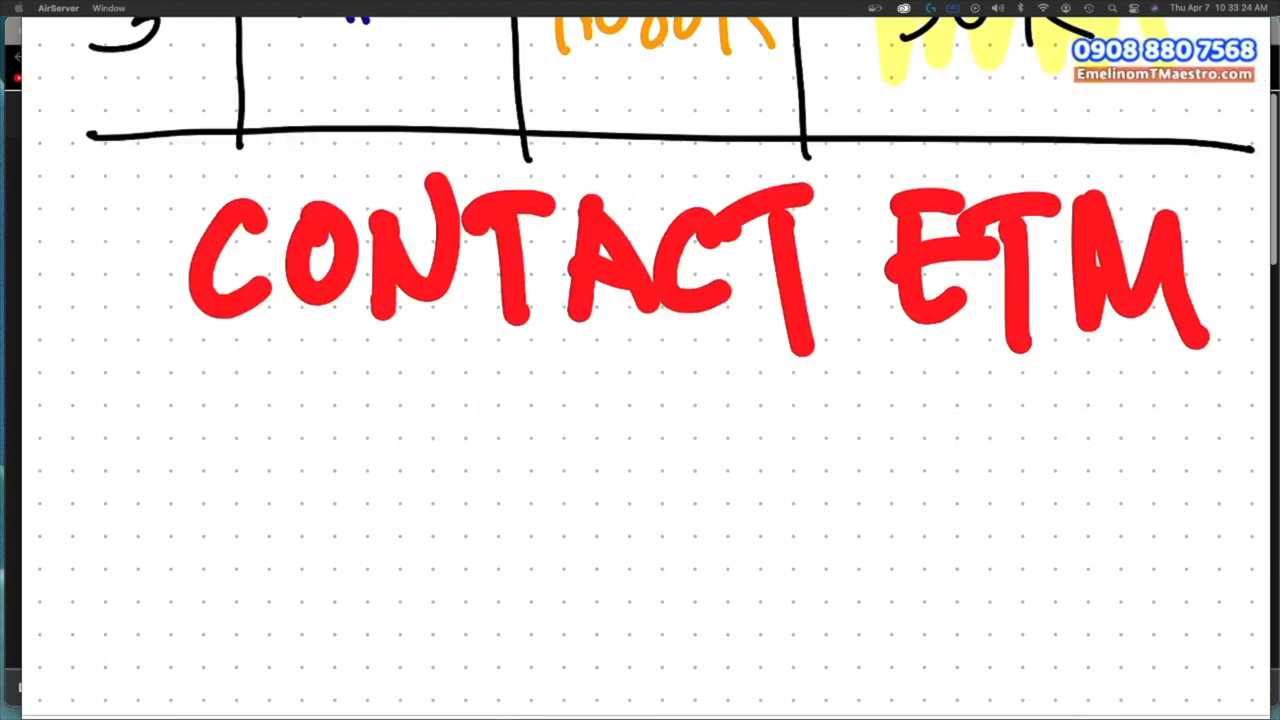 AirServer Window Thu Apr 7 10 33 24 AM
0908 880 7568
EmelinomTMaestro.com
CONTACT ETM